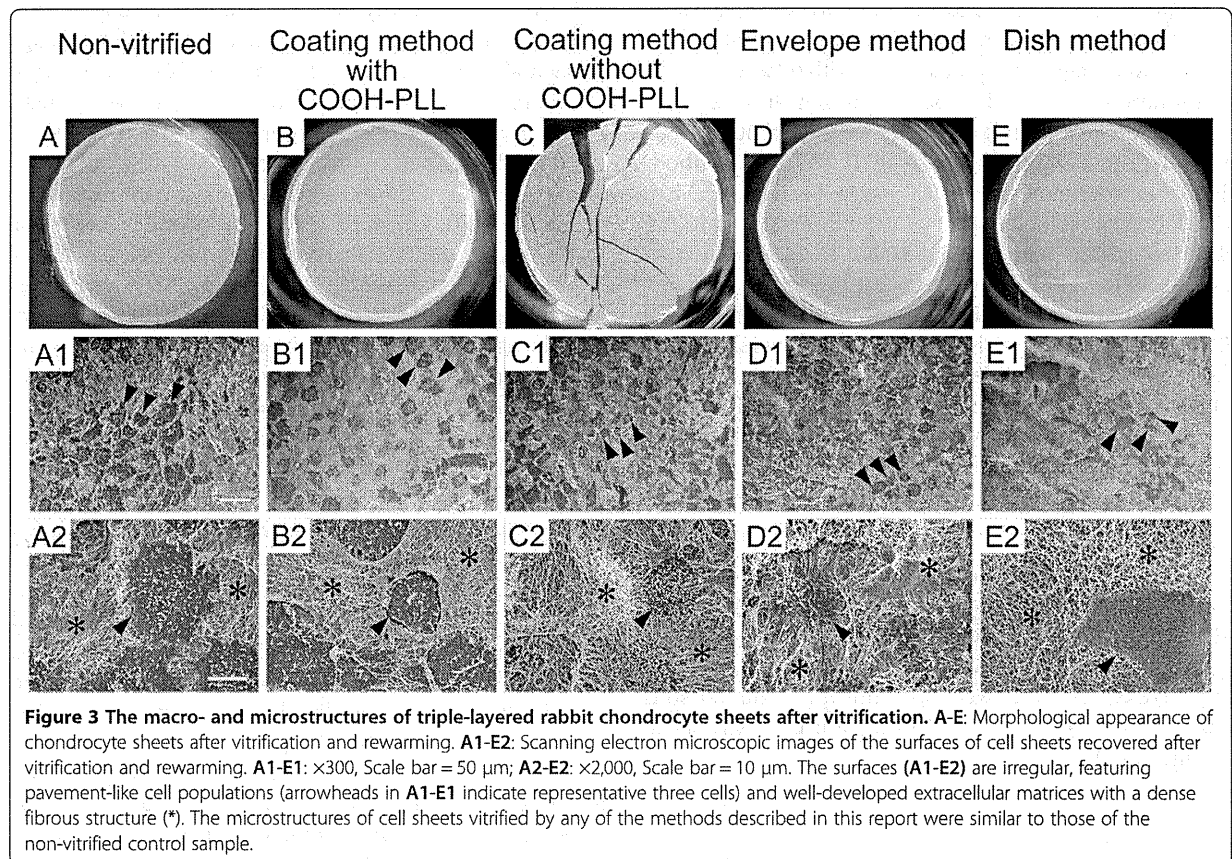 Non-vitrified
Coating method
with
COOH-PLL
Coating method
without
COOH-PLL
Envelope method
Dish method
A
B
C
D
E
A1
B1
C1
D1
E1
A2
B2
C2
D2
E2
* * * * * * * * * *
Figure 3 The macro- and microstructures of triple-layered rabbit chondrocyte sheets after vitrification. A-E: Morphological appearance of
chondrocyte sheets after vitrification and rewarming. A1-E2: Scanning electron microscopic images of the surfaces of cell sheets recovered after
vitrification and rewarming. A1-E1: ×300, Scale bar = 50 μm; A2-E2: ×2,000, Scale bar = 10 μm. The surfaces (A1-E2) are irregular, featuring
pavement-like cell populations (arrowheads in A1-E1 indicate representative three cells) and well-developed extracellular matrices with a dense
fibrous structure (*). The microstructures of cell sheets vitrified by any of the methods described in this report were similar to those of the
non-vitrified control sample.